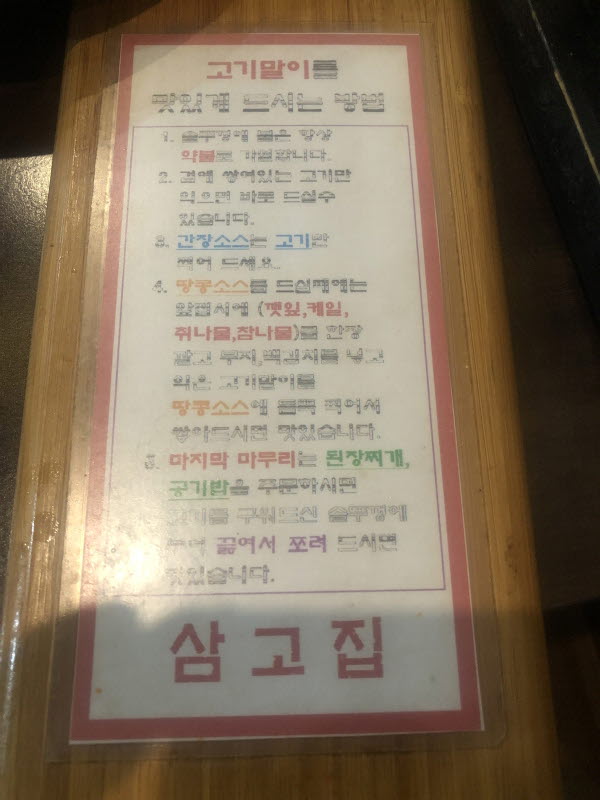 고기말이를
맛있게 드시는 방법
1. 솥뚜껑에 불은 항상
약불로 가열합니다.
2. 겉에 쌓여있는 고기만
익으면 바로 드실수
있습니다.
3. 간장소스는 고기만
찍어 드세요.
4. 땅콩소스를 드실때에는
앞접시에 (깻잎,케일,
취나물,참나물)를 한장
깔고 무지,백김치를 넣고
익은 고기말이를
땅콩소스에 듬뿍 찍어서
쌓아드시면 맛있습니다.
5. 마지막 마무리는 된장찌개,
공기밥을 주문하시면
고기를 구워드신 솥뚜껑에
부어 끓여서 쪼려 드시면
맛있습니다.
삼고집